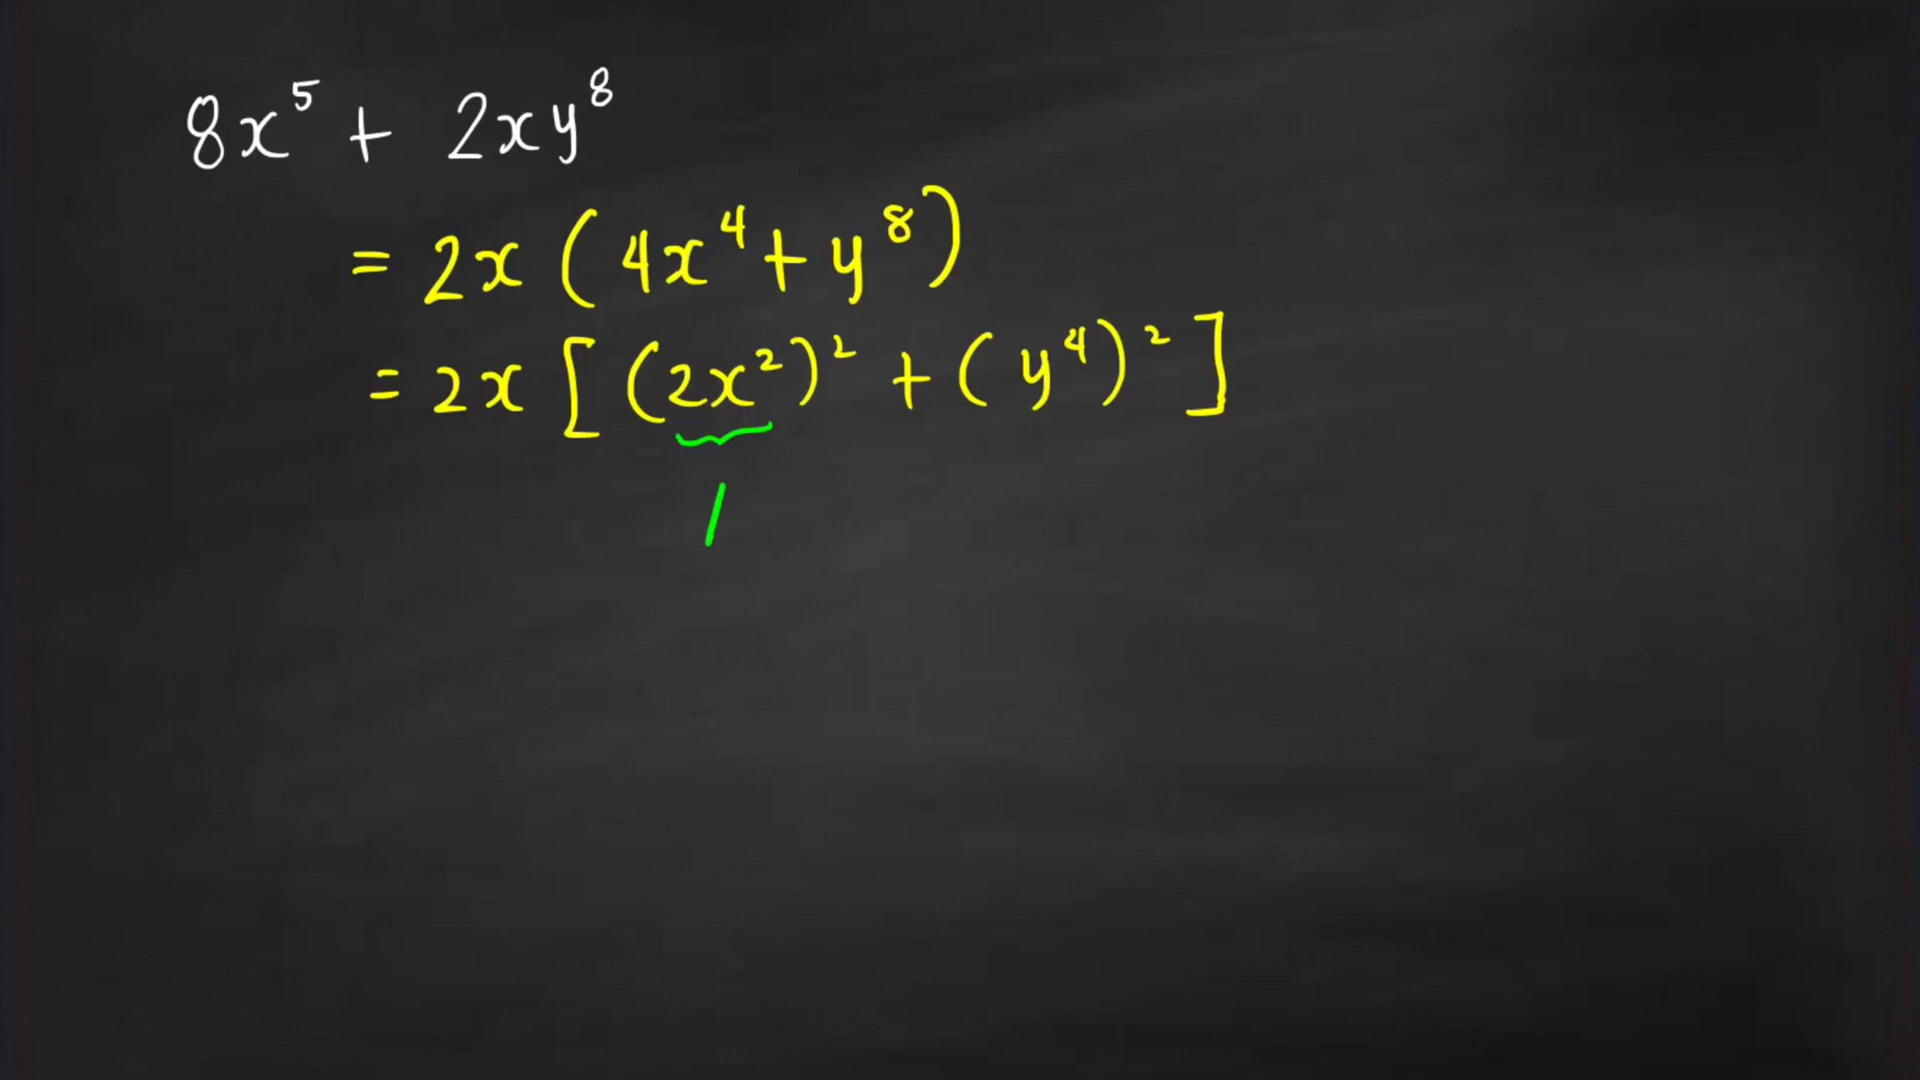 8x⁵ + 2xy⁸
= 2x (4x⁴ + y⁸)
= 2x [(2x²)² + (y⁴)²]